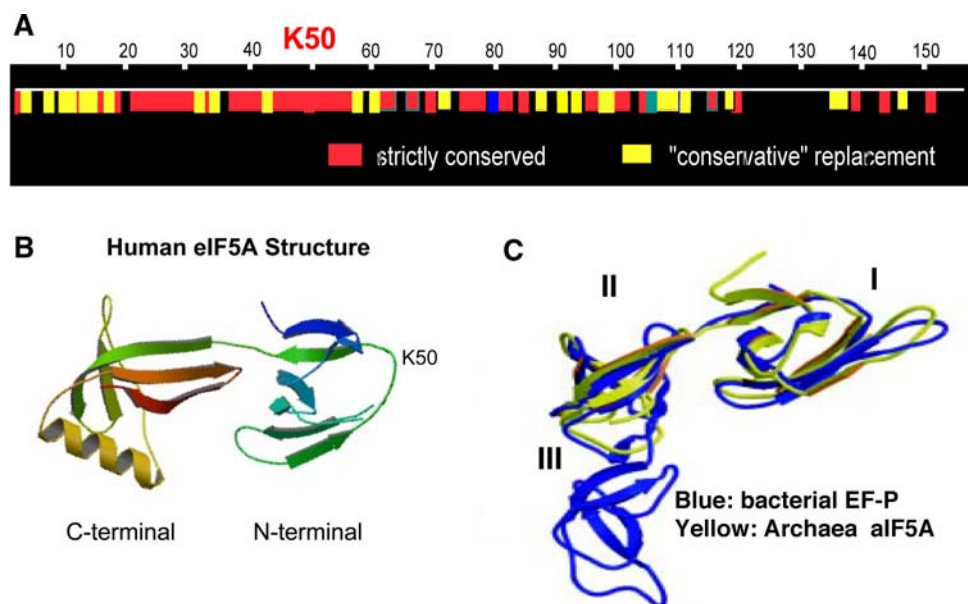 A
K50
10 20 30 40 50 60 70 80 90 100 110 120 130 140 150
strictly conserved
"conservative" replacement
B
Human eIF5A Structure
K50
C-terminal
N-terminal
C
II
I
III
Blue: bacterial EF-P
Yellow: Archaea aIF5A